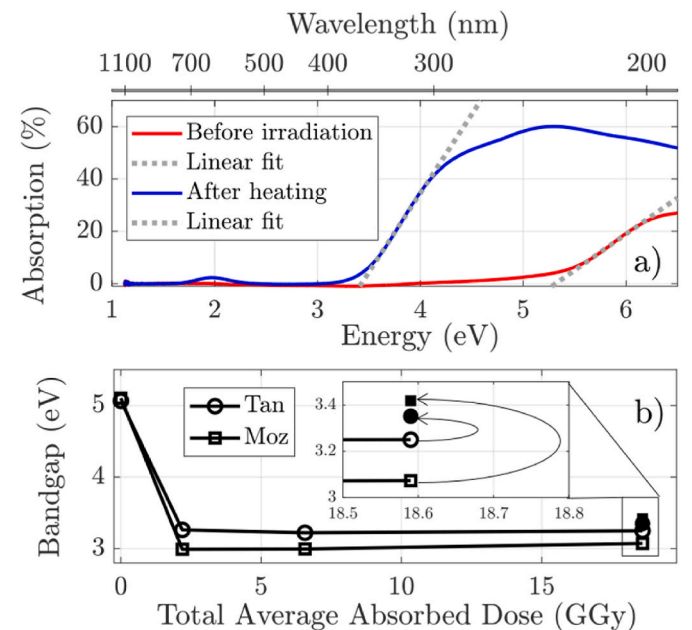 Wavelength (nm)
1100 700 500 400 300 200
Absorption (%)
60
40
20
0
Before irradiation
Linear fit
After heating
Linear fit
a)
1 2 3 4 5 6
Energy (eV)
Bandgap (eV)
5
4
3
Tan
Moz
3.4
3.2
3
18.5 18.6 18.7 18.8
b)
0 5 10 15
Total Average Absorbed Dose (GGy)